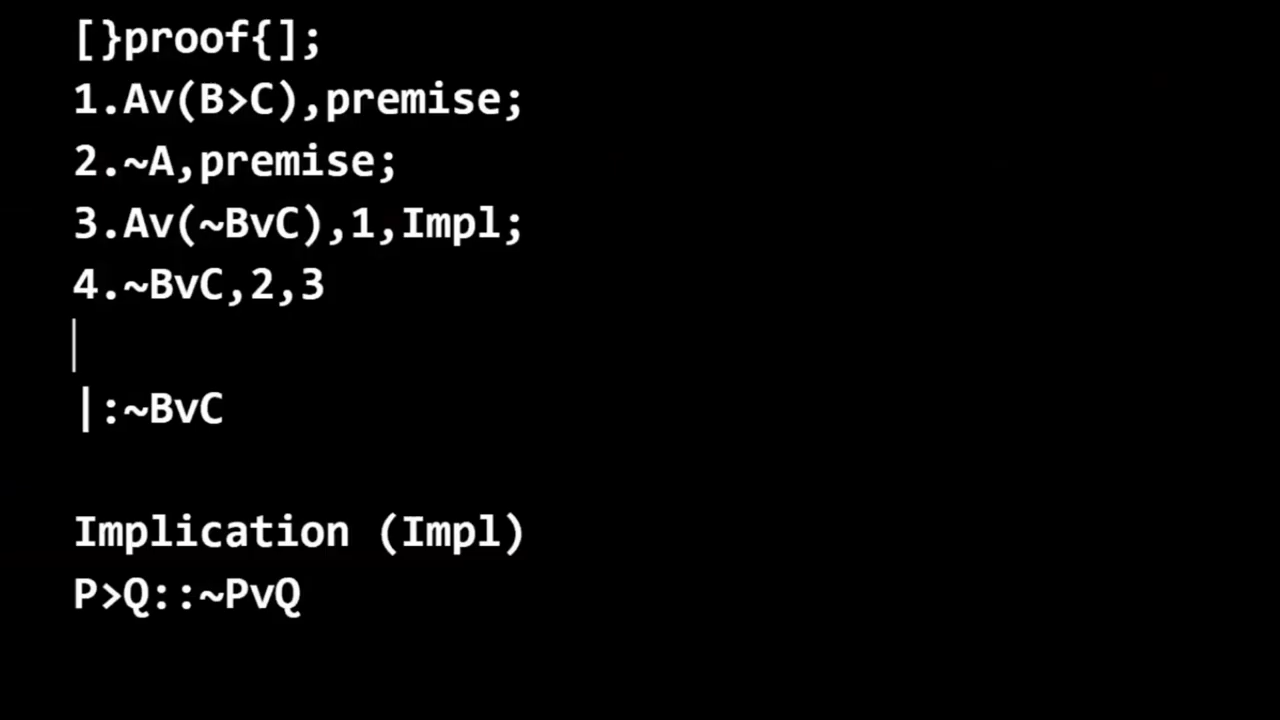 [}proof{];
1.Av(B>C),premise;
2.~A,premise;
3.Av(~BvC),1,Impl;
4.~BvC,2,3
|:~BvC
Implication (Impl)
P>Q::~PvQ